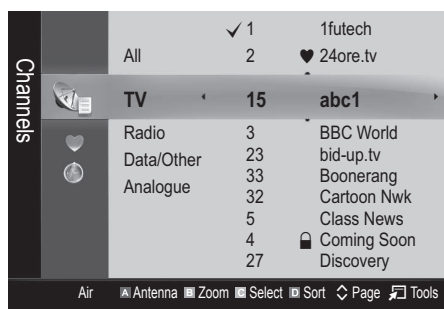 Channels
1 1futech
All 2 24ore.tv
TV 15 abc1
Radio 3 BBC World
Data/Other 23 bid-up.tv
Analogue 33 Boonerang
32 Cartoon Nwk
5 Class News
4 Coming Soon
27 Discovery
Air A Antenna B Zoom C Select D Sort Page Tools